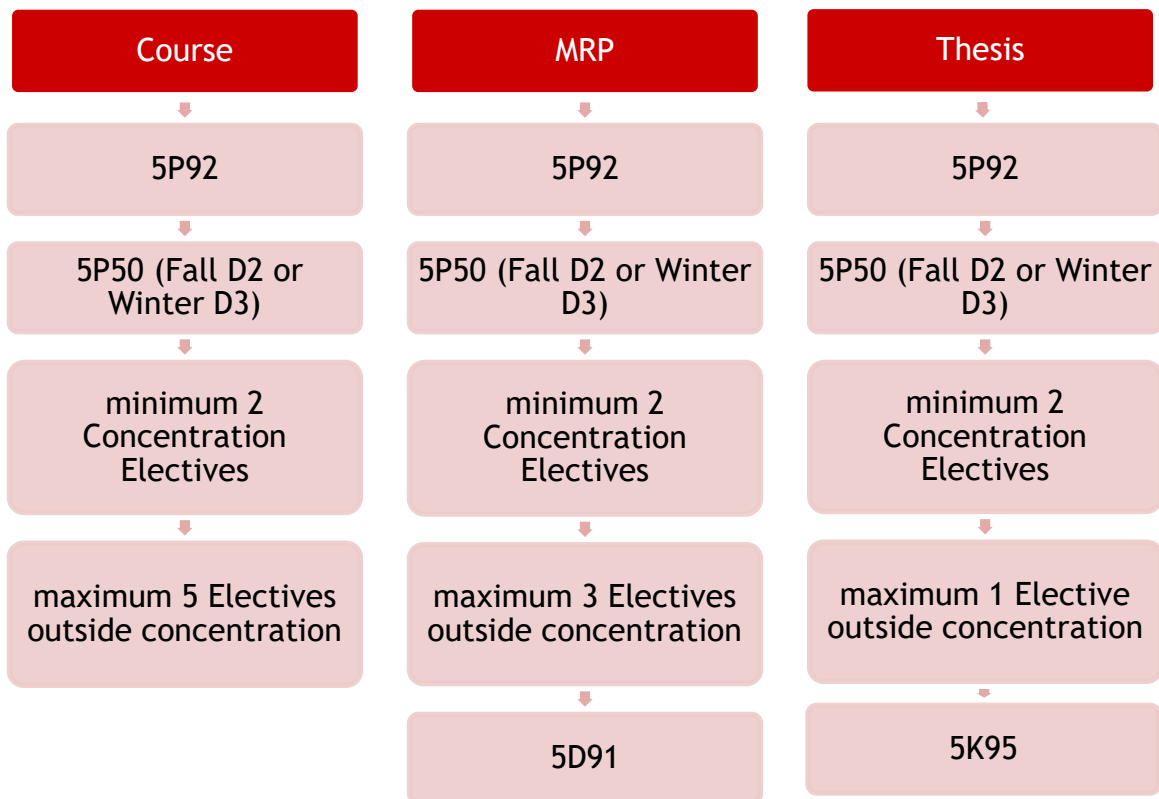 Course
5P92
5P50 (Fall D2 or
Winter D3)
minimum 2
Concentration
Electives
maximum 5 Electives
outside concentration
MRP
5P92
5P50 (Fall D2 or Winter
D3)
minimum 2
Concentration
Electives
maximum 3 Electives
outside concentration
5D91
Thesis
5P92
5P50 (Fall D2 or Winter
D3)
minimum 2
Concentration
Electives
maximum 1 Elective
outside concentration
5K95